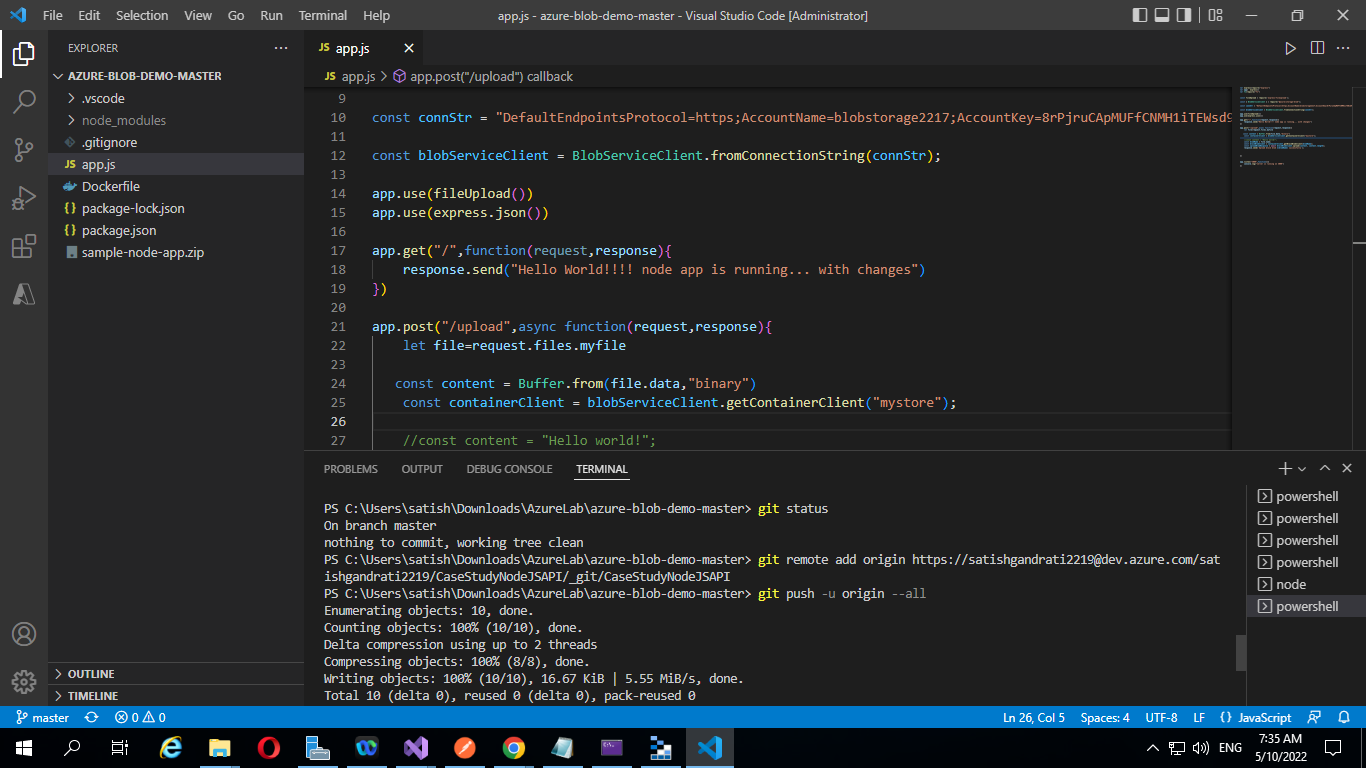 File Edit Selection View Go Run Terminal Help
app.js - azure-blob-demo-master - Visual Studio Code [Administrator]
EXPLORER
AZURE-BLOB-DEMO-MASTER
.vscode
node_modules
.gitignore
JS app.js
Dockerfile
{} package-lock.json
{} package.json
sample-node-app.zip
OUTLINE
TIMELINE
JS app.js
JS app.js > app.post("/upload") callback
9
10 const connStr = "DefaultEndpointsProtocol=https;AccountName=blobstorage2217;AccountKey=8rPjruCApMUFfCNMH1iTEWsd9
11
12 const blobServiceClient = BlobServiceClient.fromConnectionString(connStr);
13
14 app.use(fileUpload())
15 app.use(express.json())
16
17 app.get("/",function(request,response){
18 response.send("Hello World!!!! node app is running... with changes")
19 })
20
21 app.post("/upload",async function(request,response){
22 let file=request.files.myfile
23
24 const content = Buffer.from(file.data,"binary")
25 const containerClient = blobServiceClient.getContainerClient("mystore");
26
27 //const content = "Hello world!";
PROBLEMS OUTPUT DEBUG CONSOLE TERMINAL
PS C:\Users\satish\Downloads\AzureLab\azure-blob-demo-master> git status
On branch master
nothing to commit, working tree clean
PS C:\Users\satish\Downloads\AzureLab\azure-blob-demo-master> git remote add origin https://satishgandrati2219@dev.azure.com/sat
ishgandrati2219/CaseStudyNodeJSAPI/_git/CaseStudyNodeJSAPI
PS C:\Users\satish\Downloads\AzureLab\azure-blob-demo-master> git push -u origin --all
Enumerating objects: 10, done.
Counting objects: 100% (10/10), done.
Delta compression using up to 2 threads
Compressing objects: 100% (8/8), done.
Writing objects: 100% (10/10), 16.67 KiB | 5.55 MiB/s, done.
Total 10 (delta 0), reused 0 (delta 0), pack-reused 0
powershell
powershell
powershell
powershell
node
powershell
master 0 0 Ln 26, Col 5 Spaces: 4 UTF-8 LF {} JavaScript
ENG
7:35 AM
5/10/2022